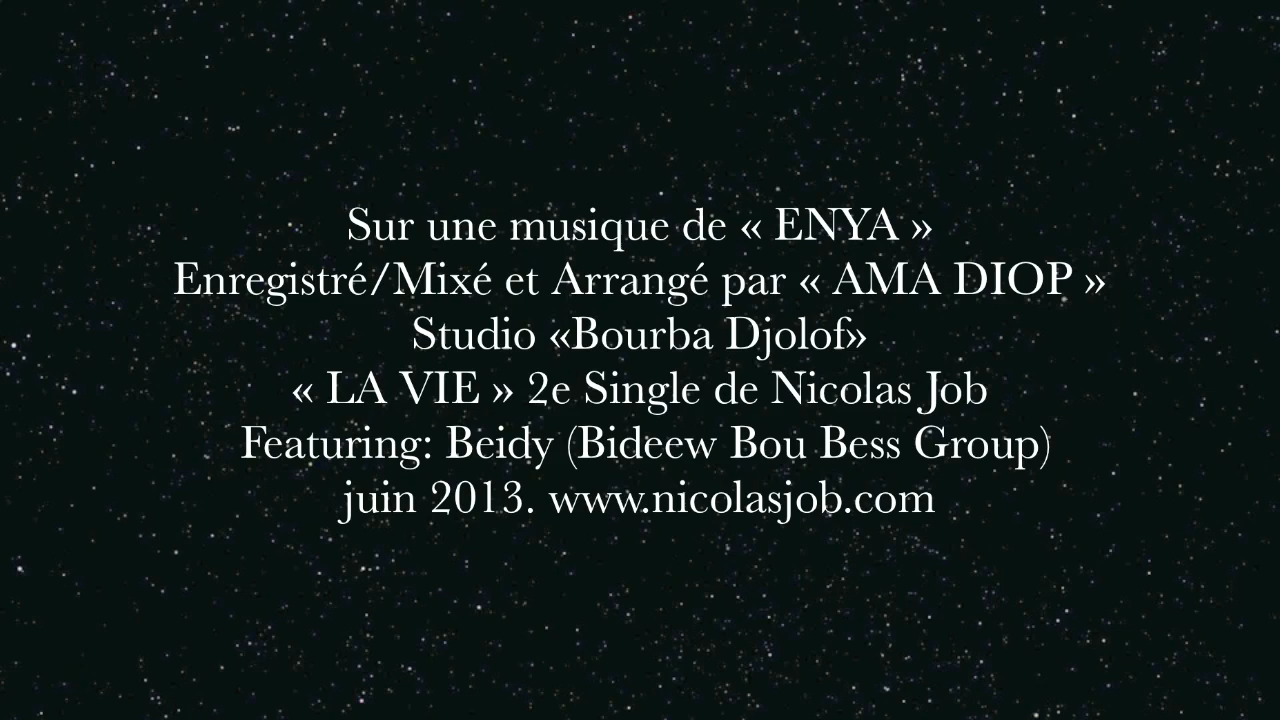 Sur une musique de « ENYA »
Enregistré/Mixé et Arrangé par « AMA DIOP »
Studio «Bourba Djolof»
« LA VIE » 2e Single de Nicolas Job
Featuring: Beidy (Bideew Bou Bess Group)
juin 2013. www.nicolasjob.com